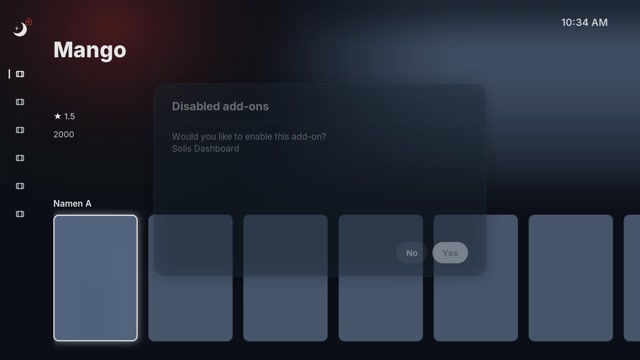 10:34 AM
Mango
Disabled add-ons
★ 1.5
Would you like to enable this add-on?
2000
Solis Dashboard
Namen A
No
Yes